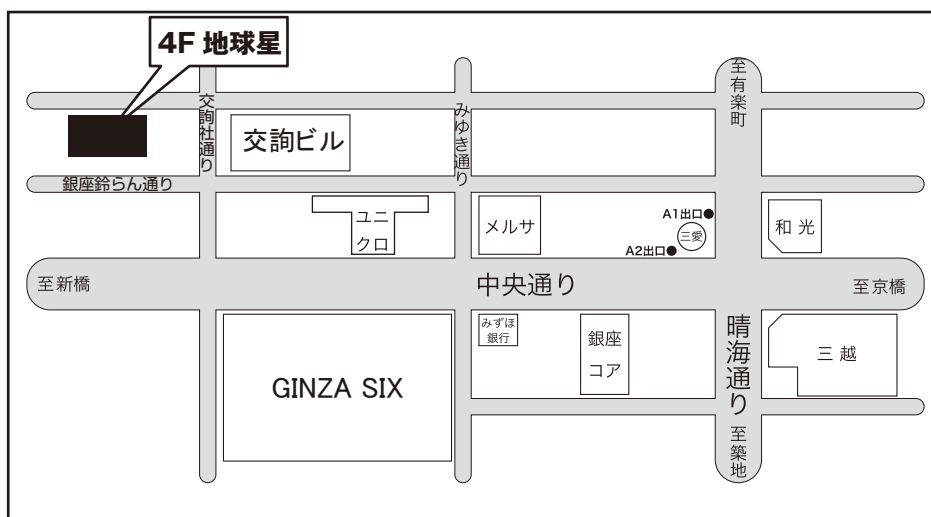 4F 地球星
至有楽町
交詢社通り
みゆき通り
交詢ビル
銀座鈴らん通り
ユニ
クロ
メルサ
A1出口
三愛
A2出口
和光
至新橋
中央通り
至京橋
GINZA SIX
みずほ
銀行
銀座
コア
晴海通り
三越
至築地